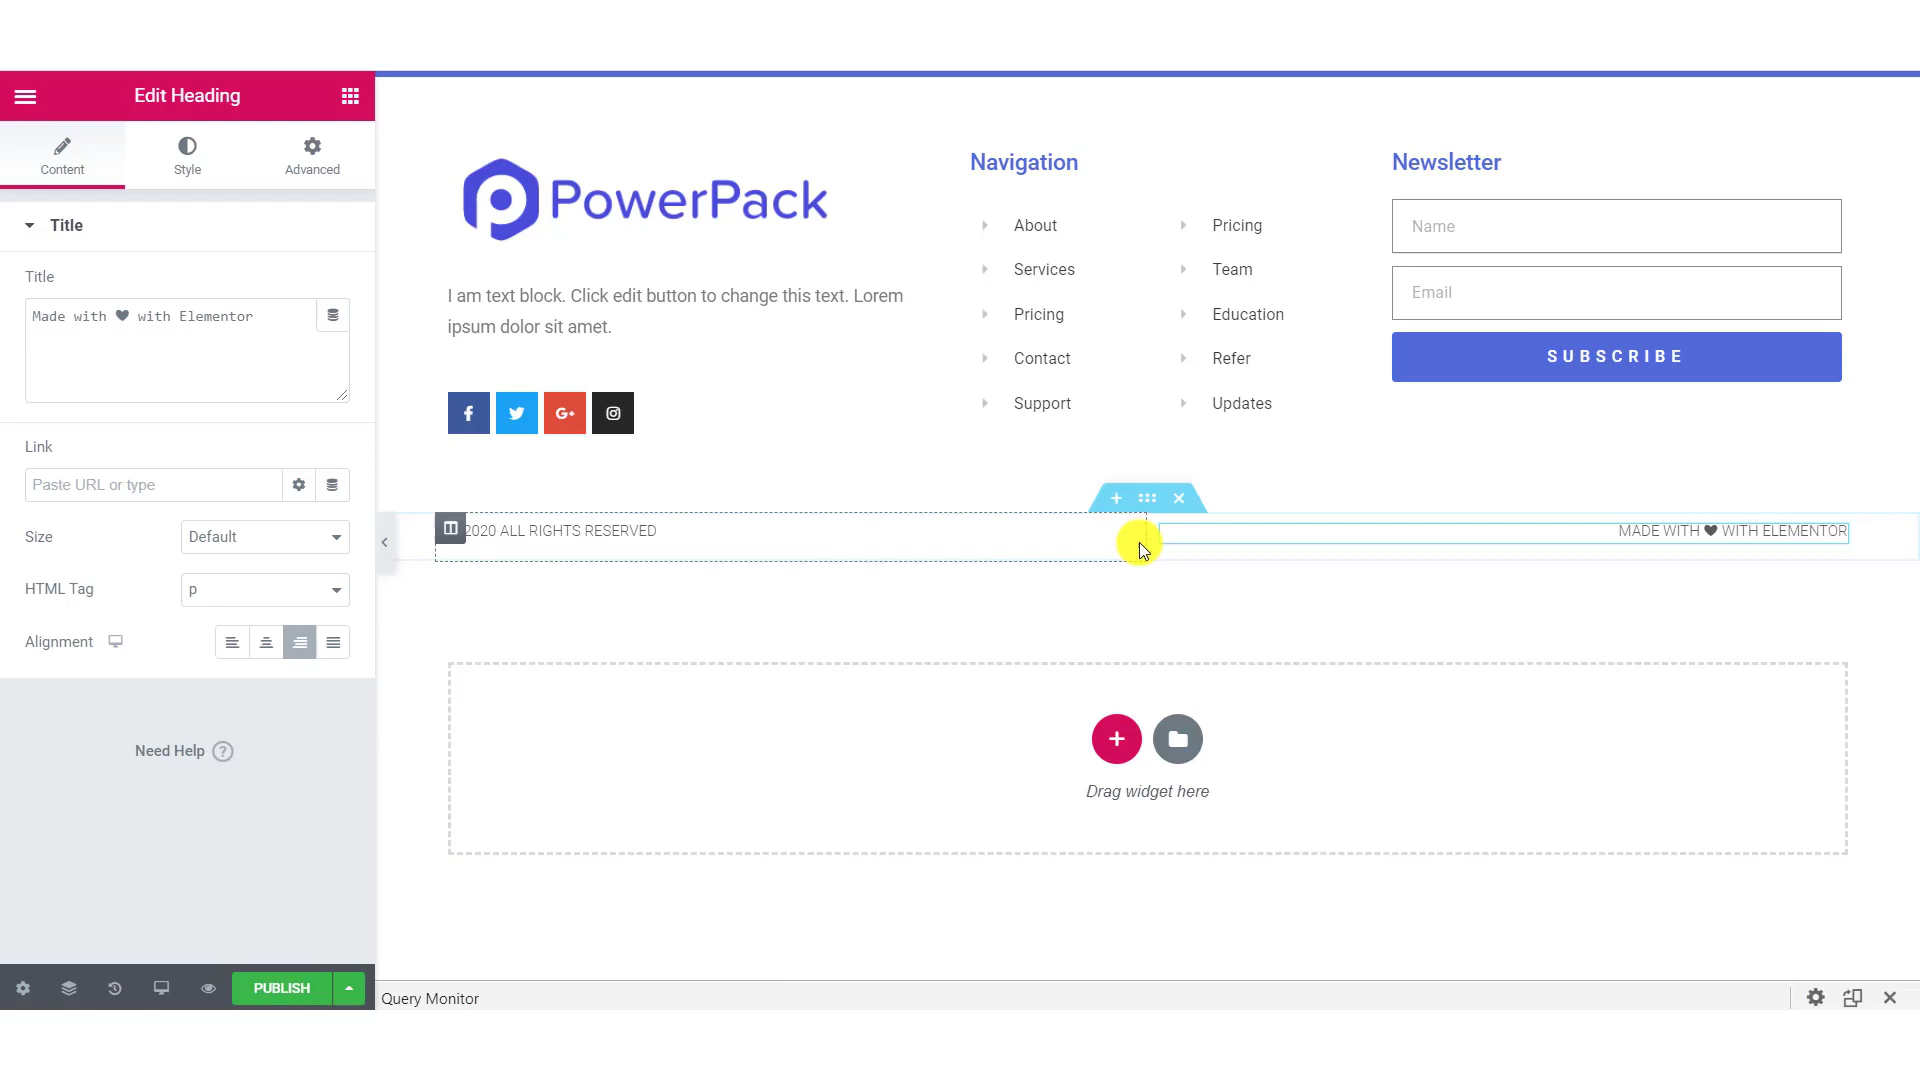 Edit Heading
Content
Style
Advanced
Title
Title
Made with ♥ with Elementor
Link
Paste URL or type
Size
Default
HTML Tag
p
Alignment
Need Help ?
PUBLISH
PowerPack
I am text block. Click edit button to change this text. Lorem
ipsum dolor sit amet.
Navigation
About
Services
Pricing
Contact
Support
Pricing
Team
Education
Refer
Updates
Newsletter
Name
Email
SUBSCRIBE
2020 ALL RIGHTS RESERVED
MADE WITH ♥ WITH ELEMENTOR
Drag widget here
Query Monitor